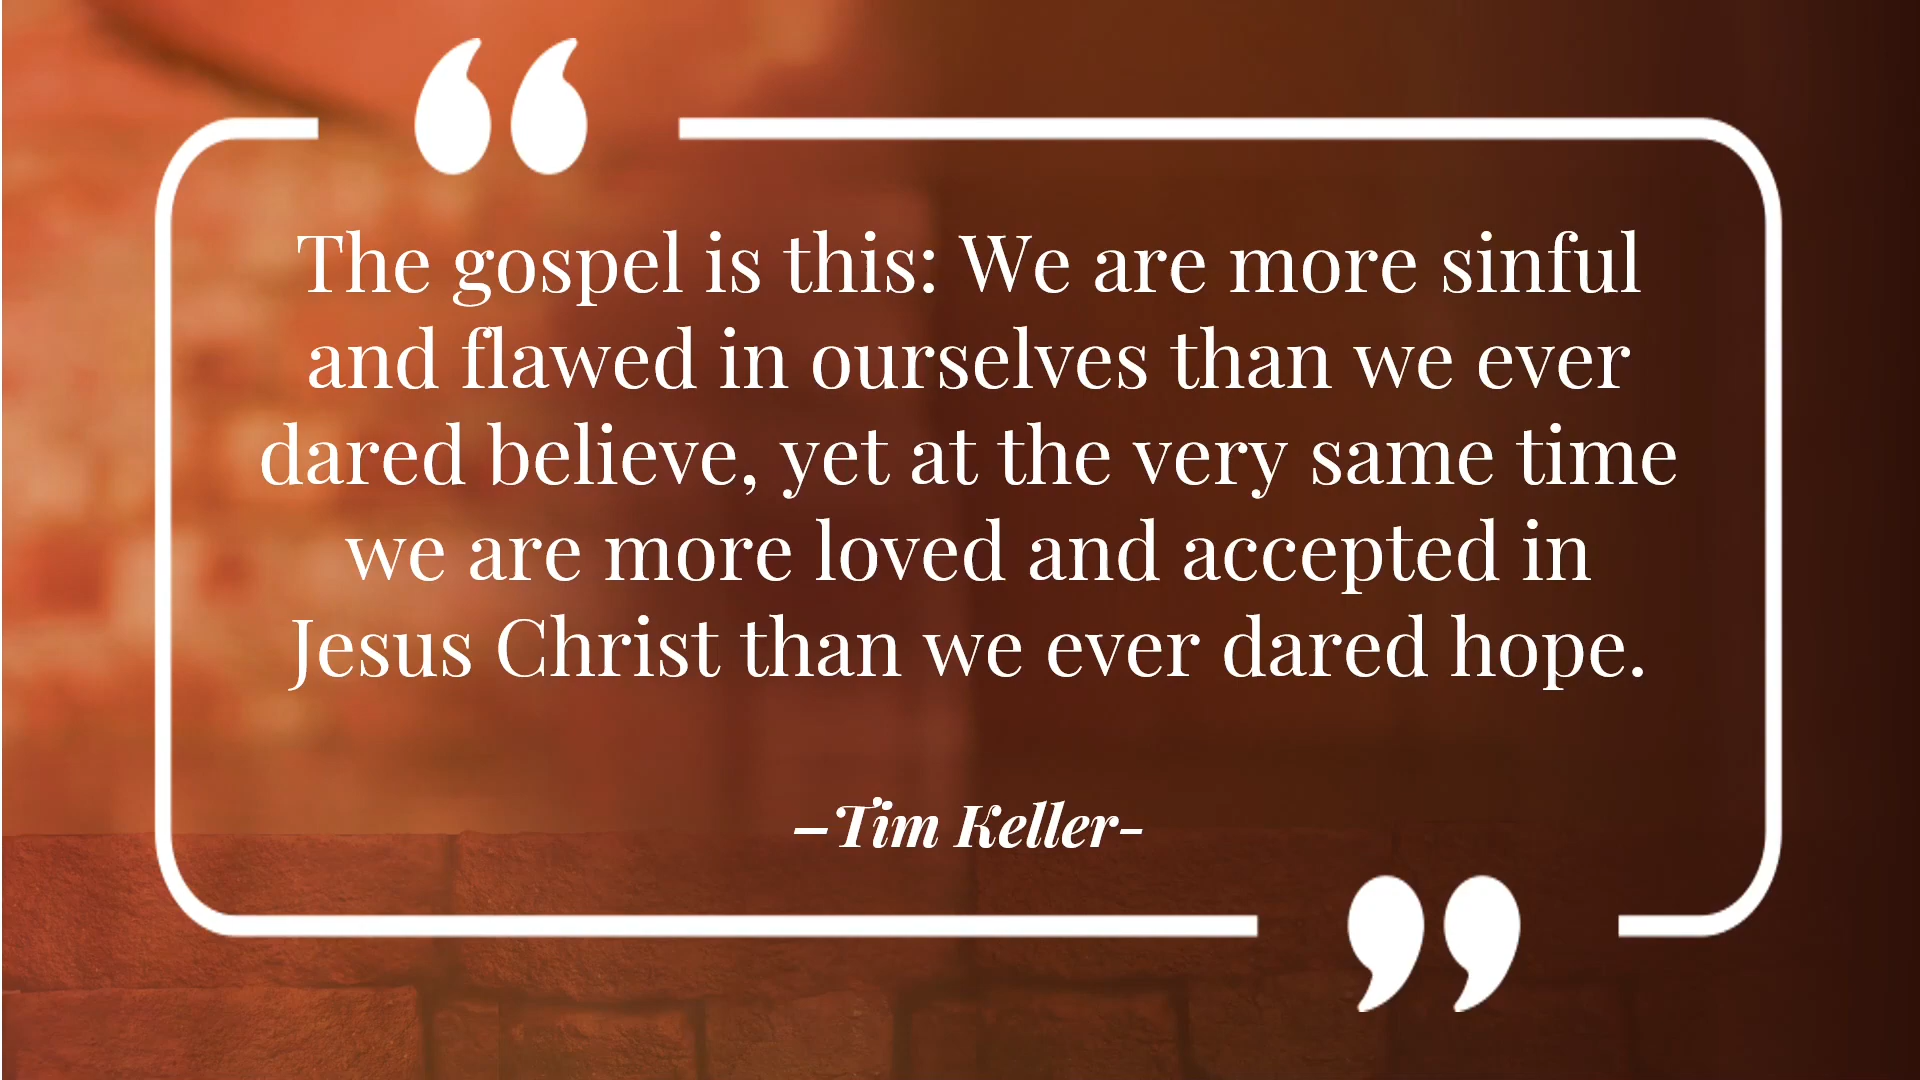 “
The gospel is this: We are more sinful
and flawed in ourselves than we ever
dared believe, yet at the very same time
we are more loved and accepted in
Jesus Christ than we ever dared hope.
–Tim Keller-
”